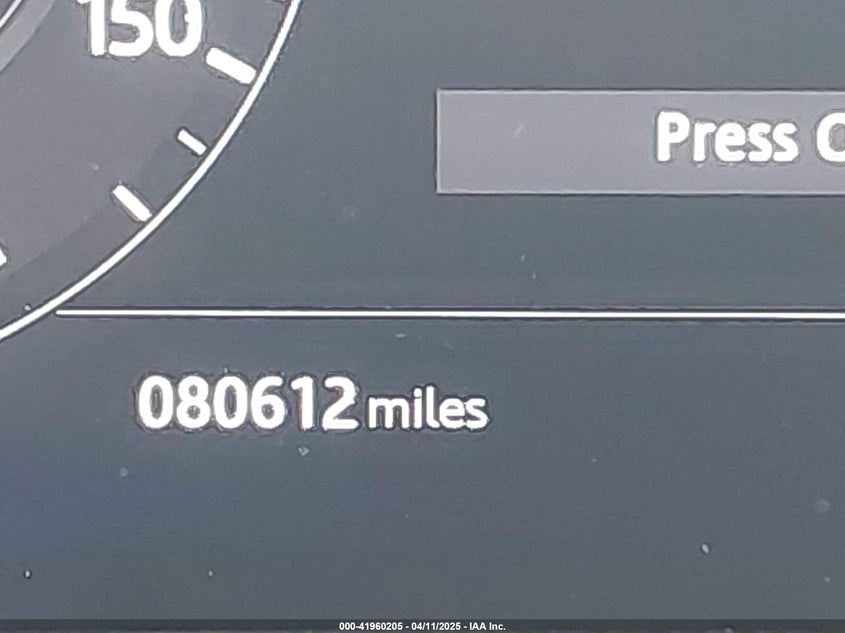 150
Press
080612 miles
000-41960205 - 04/11/2025 - IAA Inc.